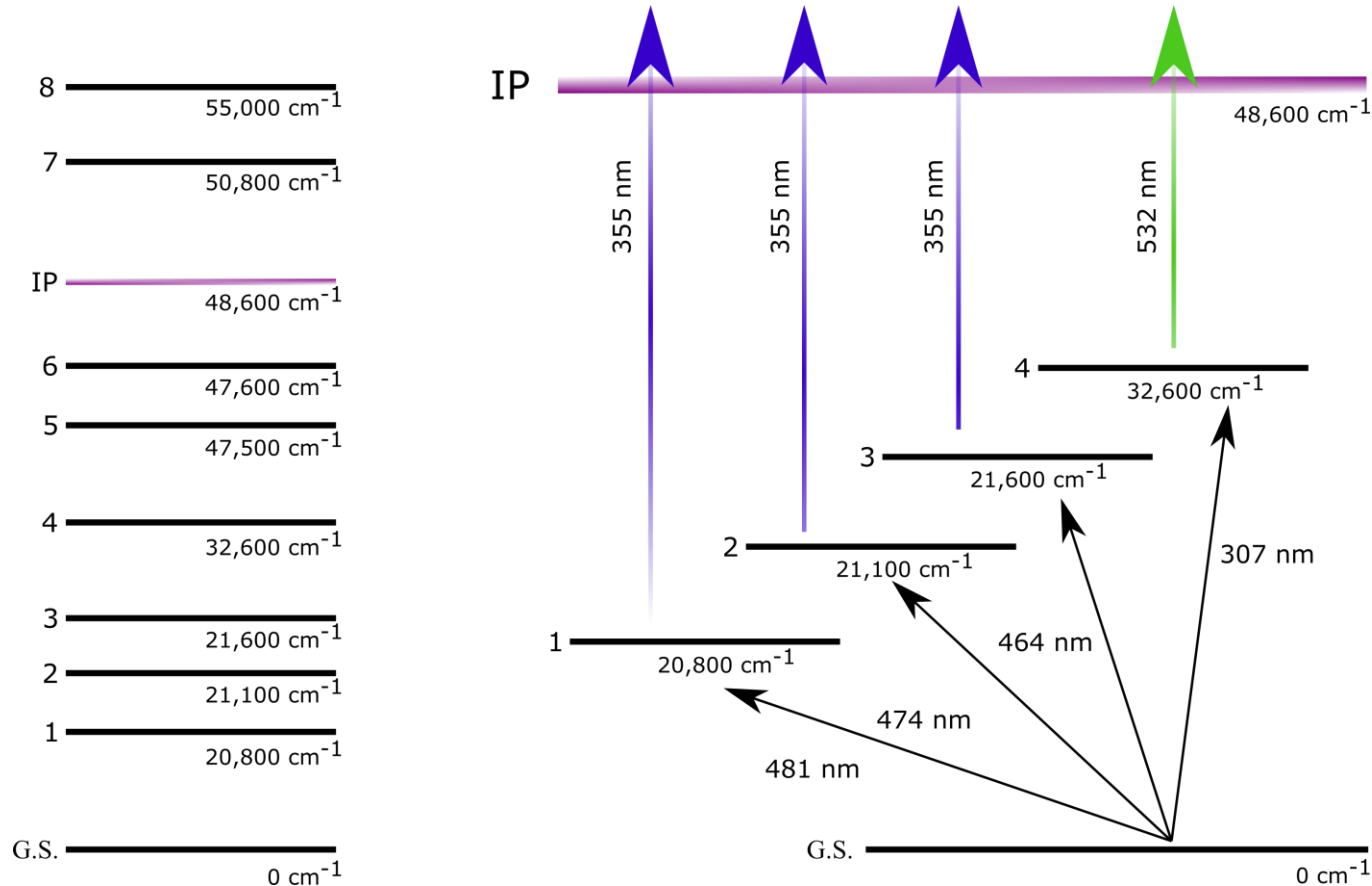 8
55,000 cm⁻¹
7
50,800 cm⁻¹
IP
48,600 cm⁻¹
6
47,600 cm⁻¹
5
47,500 cm⁻¹
4
32,600 cm⁻¹
3
21,600 cm⁻¹
2
21,100 cm⁻¹
1
20,800 cm⁻¹
G.S.
0 cm⁻¹
IP
48,600 cm⁻¹
355 nm
355 nm
355 nm
532 nm
4
32,600 cm⁻¹
3
21,600 cm⁻¹
2
21,100 cm⁻¹
1
20,800 cm⁻¹
307 nm
464 nm
474 nm
481 nm
G.S.
0 cm⁻¹